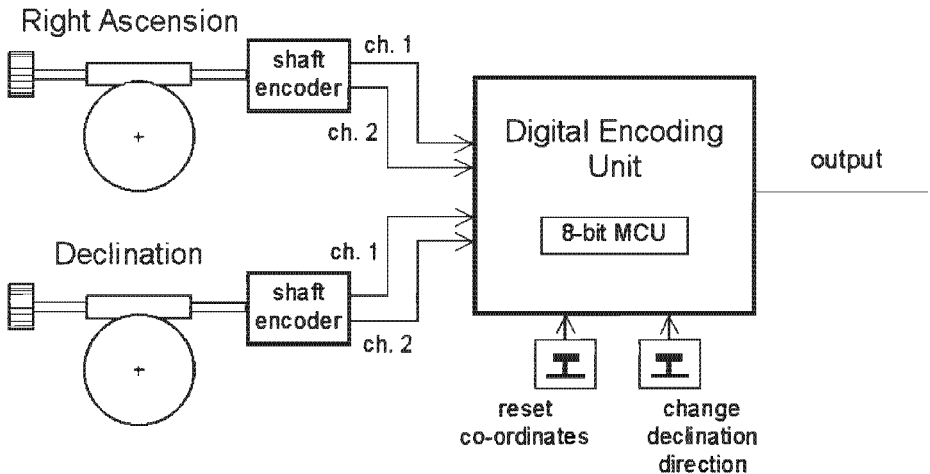 Right Ascension
ch. 1
shaft
encoder
ch. 2
Digital Encoding
Unit
8-bit MCU
output
Declination
ch. 1
shaft
encoder
ch. 2
reset
co-ordinates
change
declination
direction